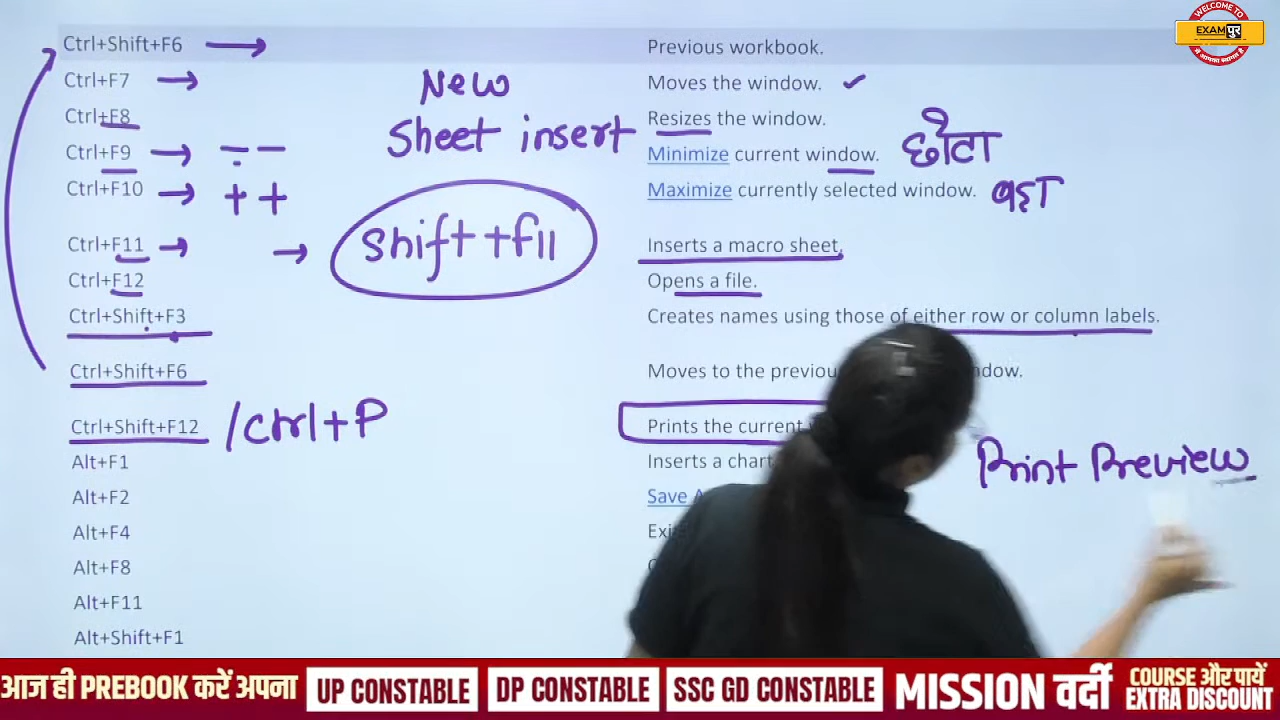 WELCOME TO
EXAM पुर
Ctrl+Shift+F6 Previous workbook.
Ctrl+F7 New Moves the window.
Ctrl+F8 Sheet insert Resizes the window.
Ctrl+F9 Minimize current window. छोटा
Ctrl+F10 ++ Maximize currently selected window. बड़ा
Ctrl+F11 Shift+F11 Inserts a macro sheet.
Ctrl+F12 Opens a file.
Ctrl+Shift+F3 Creates names using those of either row or column labels.
Ctrl+Shift+F6 Moves to the previou ndow.
Ctrl+Shift+F12 /Ctrl+P Prints the current
Print Preview
Alt+F1 Inserts a chart
Alt+F2 Save
Alt+F4
Alt+F8
Alt+F11
Alt+Shift+F1
आज ही PREBOOK करें अपना UP CONSTABLE DP CONSTABLE SSC GD CONSTABLE MISSION वर्दी COURSE और पायें
EXTRA DISCOUNT